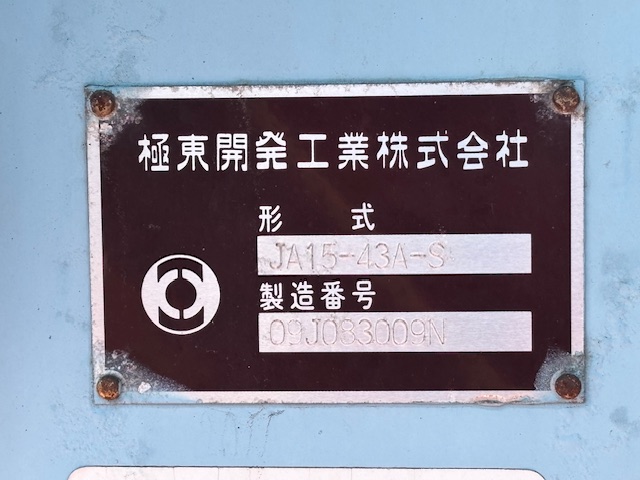 極東開発工業株式会社
形 式
JA15-43A-S
製造番号
09J083009N